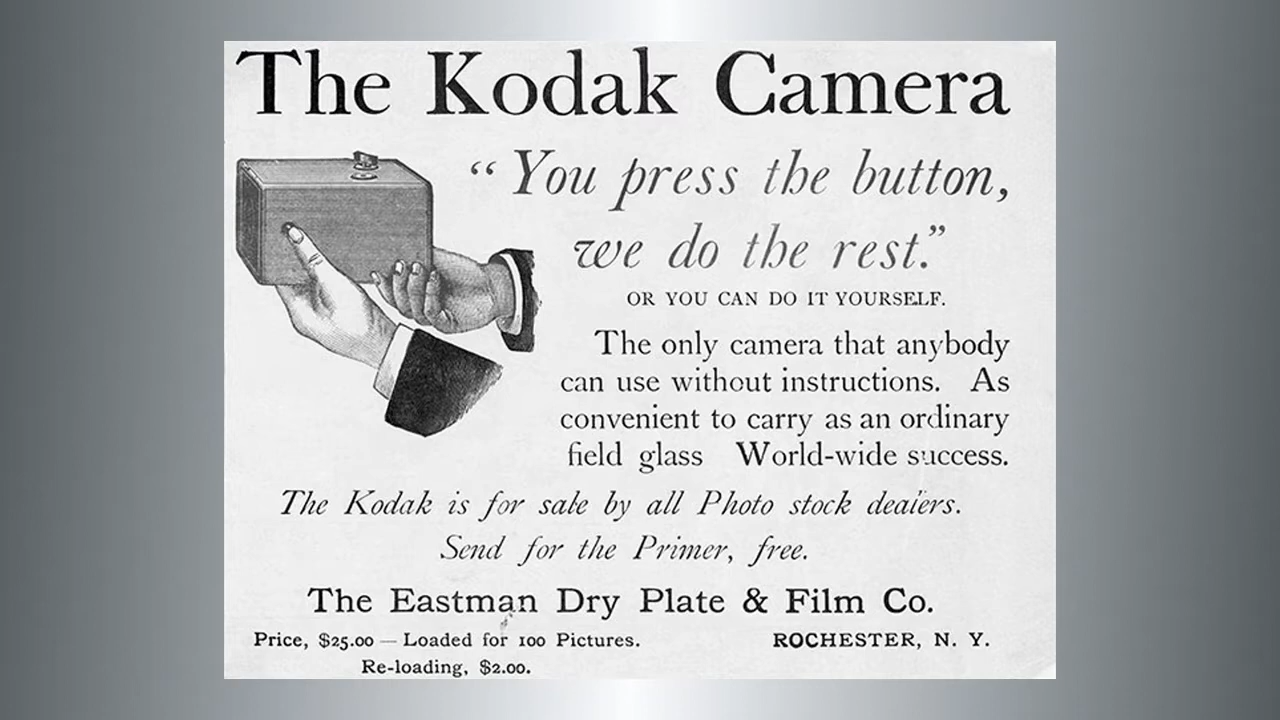 The Kodak Camera
“You press the button,
we do the rest.”
OR YOU CAN DO IT YOURSELF.
The only camera that anybody
can use without instructions. As
convenient to carry as an ordinary
field glass World-wide success.
The Kodak is for sale by all Photo stock dealers.
Send for the Primer, free.
The Eastman Dry Plate & Film Co.
Price, $25.00 — Loaded for 100 Pictures. ROCHESTER, N. Y.
Re-loading, $2.00.